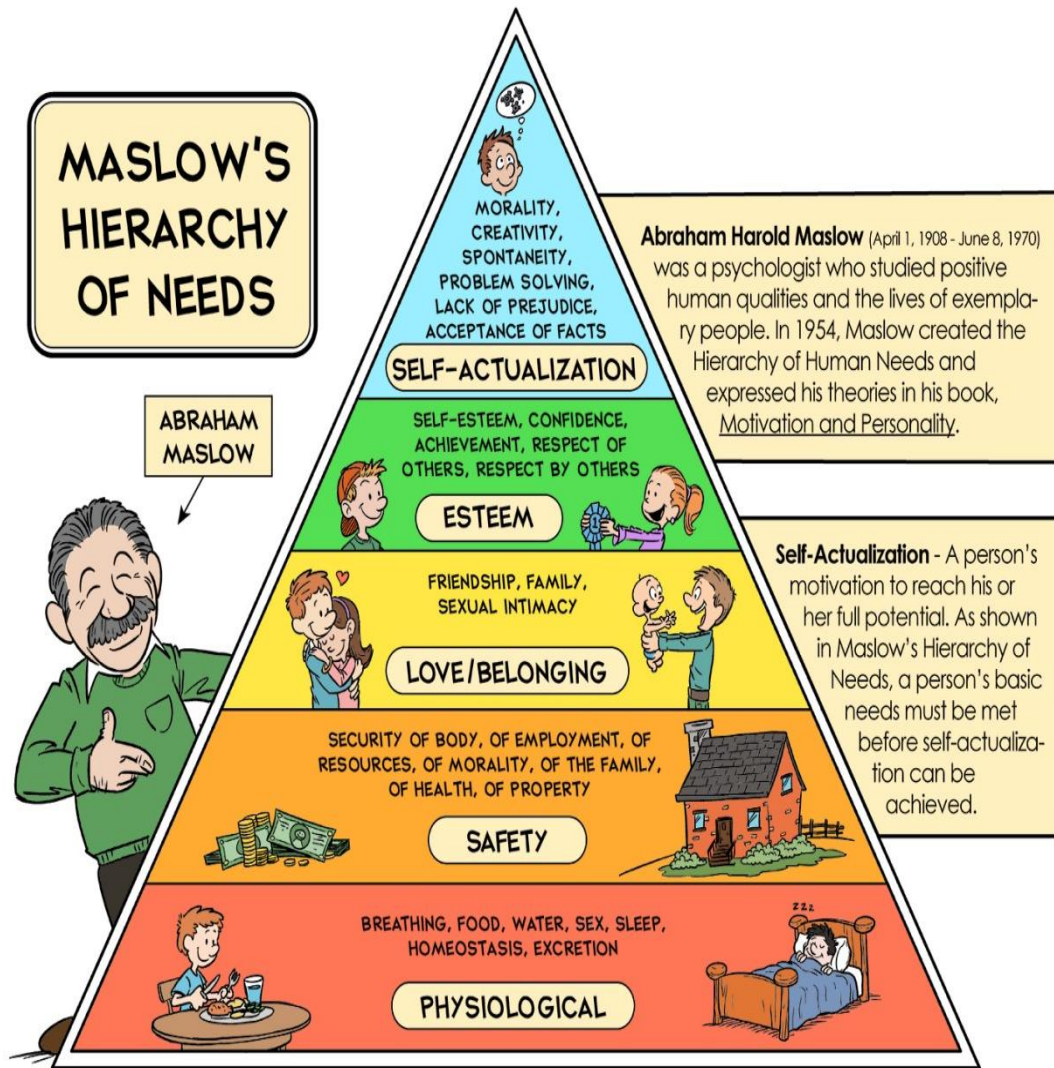 MASLOW'S
HIERARCHY
OF NEEDS
ABRAHAM
MASLOW
MORALITY,
CREATIVITY,
SPONTANEITY,
PROBLEM SOLVING,
LACK OF PREJUDICE,
ACCEPTANCE OF FACTS
SELF-ACTUALIZATION
SELF-ESTEEM, CONFIDENCE,
ACHIEVEMENT, RESPECT OF
OTHERS, RESPECT BY OTHERS
ESTEEM
1
FRIENDSHIP, FAMILY,
SEXUAL INTIMACY
LOVE/BELONGING
SECURITY OF BODY, OF EMPLOYMENT, OF
RESOURCES, OF MORALITY, OF THE FAMILY,
OF HEALTH, OF PROPERTY
SAFETY
BREATHING, FOOD, WATER, SEX, SLEEP,
HOMEOSTASIS, EXCRETION
PHYSIOLOGICAL
ZZZ
Abraham Harold Maslow (April 1, 1908 - June 8, 1970)
was a psychologist who studied positive
human qualities and the lives of exempla-
ry people. In 1954, Maslow created the
Hierarchy of Human Needs and
expressed his theories in his book,
Motivation and Personality.
Self-Actualization - A person's
motivation to reach his or
her full potential. As shown
in Maslow's Hierarchy of
Needs, a person's basic
needs must be met
before self-actualiza-
tion can be
achieved.